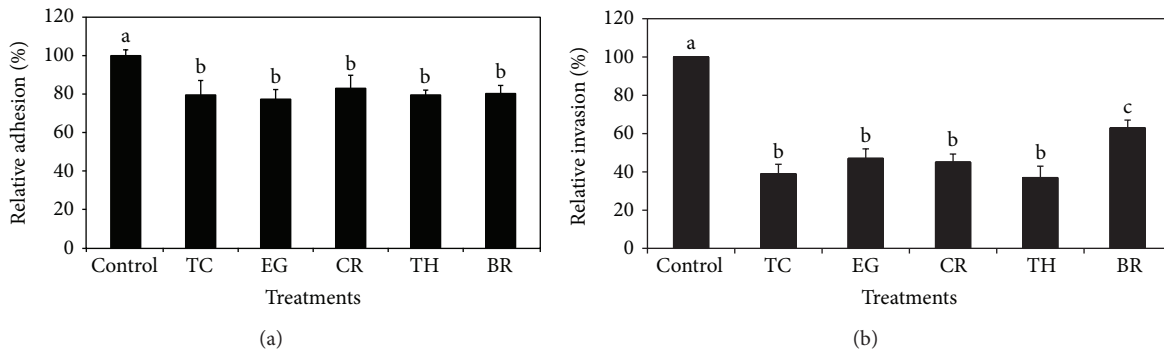 120
100
80
60
40
20
0
Relative adhesion (%)
a
b
b
b
b
b
Control TC EG CR TH BR
Treatments
(a)
120
100
80
60
40
20
0
Relative invasion (%)
a
b
b
b
b
c
Control TC EG CR TH BR
Treatments
(b)